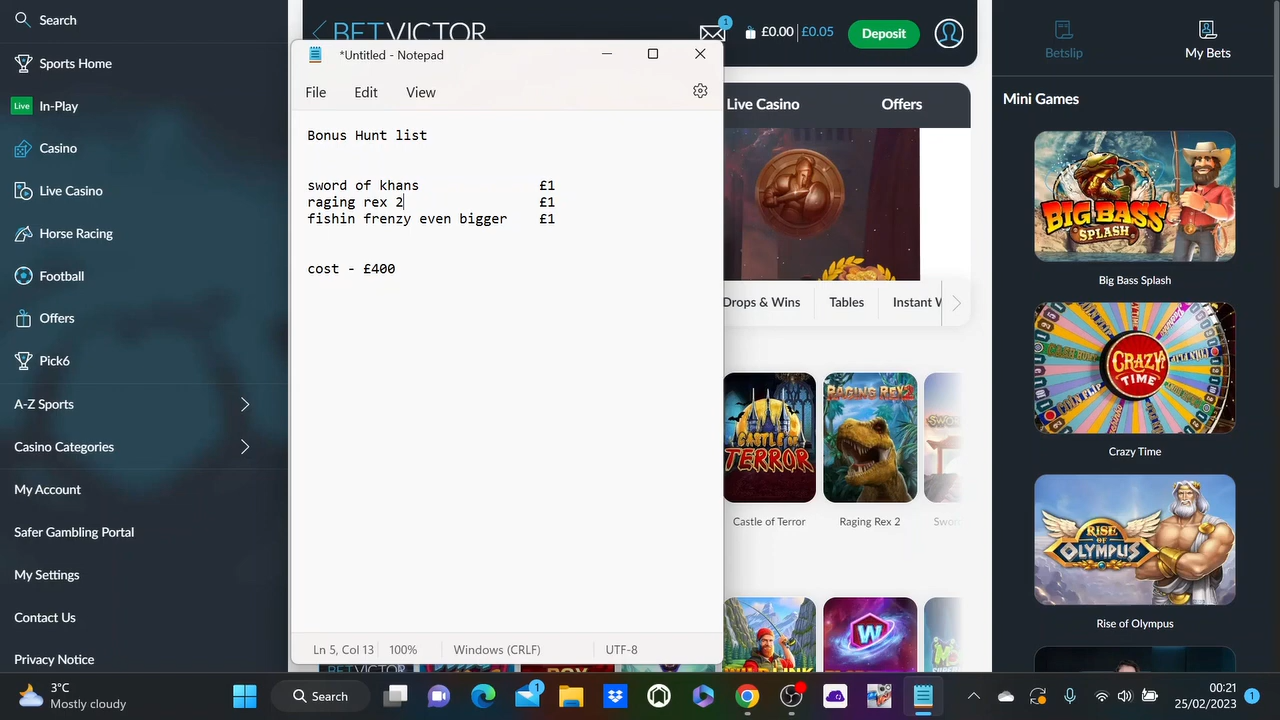 Search
Sports Home
Live In-Play
Casino
Live Casino
Horse Racing
Football
Offers
Pick6
A-Z Sports
Casino Categories
My Account
Safer Gambling Portal
My Settings
Contact Us
Privacy Notice
BETVICTOR
1
£0.00 £0.05
Deposit
*Untitled - Notepad
File Edit View
Bonus Hunt list
sword of khans £1
raging rex 2 £1
fishin frenzy even bigger £1
cost - £400
Ln 5, Col 13 100% Windows (CRLF) UTF-8
Live Casino Offers
Drops & Wins Tables Instant
CASTLE OF TERROR
RAGING REX 2
Castle of Terror Raging Rex 2
BETVICTOR
Betslip My Bets
Mini Games
BIG BASS SPLASH
Big Bass Splash
CRAZY TIME
Crazy Time
RISE OF OLYMPUS
Rise of Olympus
3°C
Mostly cloudy
Search
1
00:21
25/02/2023
1